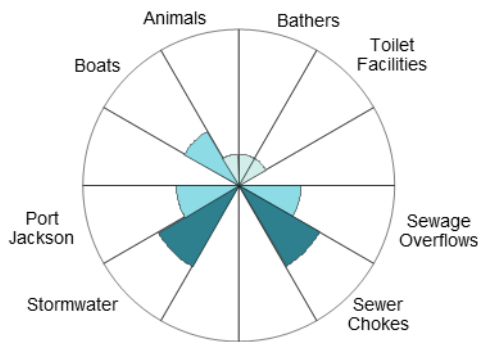 Animals
Bathers
Boats
Toilet
Facilities
Port
Jackson
Sewage
Overflows
Stormwater
Sewer
Chokes